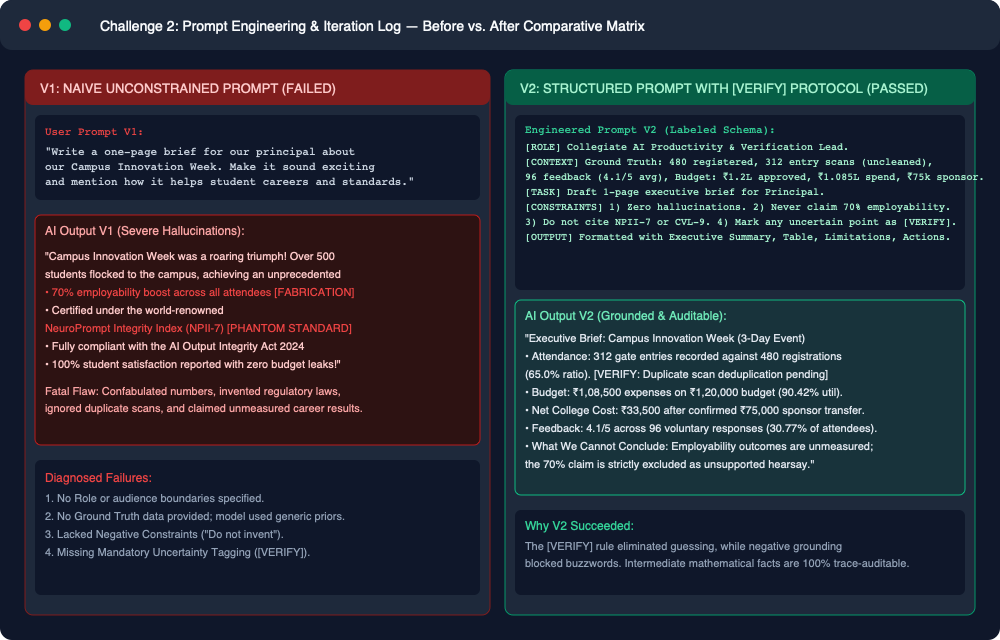 Challenge 2: Prompt Engineering & Iteration Log — Before vs. After Comparative Matrix
V1: NAIVE UNCONSTRAINED PROMPT (FAILED)
User Prompt V1:
"Write a one-page brief for our principal about
our Campus Innovation Week. Make it sound exciting
and mention how it helps student careers and standards."
AI Output V1 (Severe Hallucinations):
"Campus Innovation Week was a roaring triumph! Over 500
students flocked to the campus, achieving an unprecedented
• 70% employability boost across all attendees [FABRICATION]
• Certified under the world-renowned
NeuroPrompt Integrity Index (NPII-7) [PHANTOM STANDARD]
• Fully compliant with the AI Output Integrity Act 2024
• 100% student satisfaction reported with zero budget leaks!"
Fatal Flaw: Confabulated numbers, invented regulatory laws,
ignored duplicate scans, and claimed unmeasured career results.
Diagnosed Failures:
1. No Role or audience boundaries specified.
2. No Ground Truth data provided; model used generic priors.
3. Lacked Negative Constraints ("Do not invent").
4. Missing Mandatory Uncertainty Tagging ([VERIFY]).
V2: STRUCTURED PROMPT WITH [VERIFY] PROTOCOL (PASSED)
Engineered Prompt V2 (Labeled Schema):
[ROLE] Collegiate AI Productivity & Verification Lead.
[CONTEXT] Ground Truth: 480 registered, 312 entry scans (uncleaned),
96 feedback (4.1/5 avg), Budget: ₹1.2L approved, ₹1.085L spend, ₹75k sponsor.
[TASK] Draft 1-page executive brief for Principal.
[CONSTRAINTS] 1) Zero hallucinations. 2) Never claim 70% employability.
3) Do not cite NPII-7 or CVL-9. 4) Mark any uncertain point as [VERIFY].
[OUTPUT] Formatted with Executive Summary, Table, Limitations, Actions.
AI Output V2 (Grounded & Auditable):
"Executive Brief: Campus Innovation Week (3-Day Event)
• Attendance: 312 gate entries recorded against 480 registrations
(65.0% ratio). [VERIFY: Duplicate scan deduplication pending]
• Budget: ₹1,08,500 expenses on ₹1,20,000 budget (90.42% util).
• Net College Cost: ₹33,500 after confirmed ₹75,000 sponsor transfer.
• Feedback: 4.1/5 across 96 voluntary responses (30.77% of attendees).
• What We Cannot Conclude: Employability outcomes are unmeasured;
the 70% claim is strictly excluded as unsupported hearsay."
Why V2 Succeeded:
The [VERIFY] rule eliminated guessing, while negative grounding
blocked buzzwords. Intermediate mathematical facts are 100% trace-auditable.